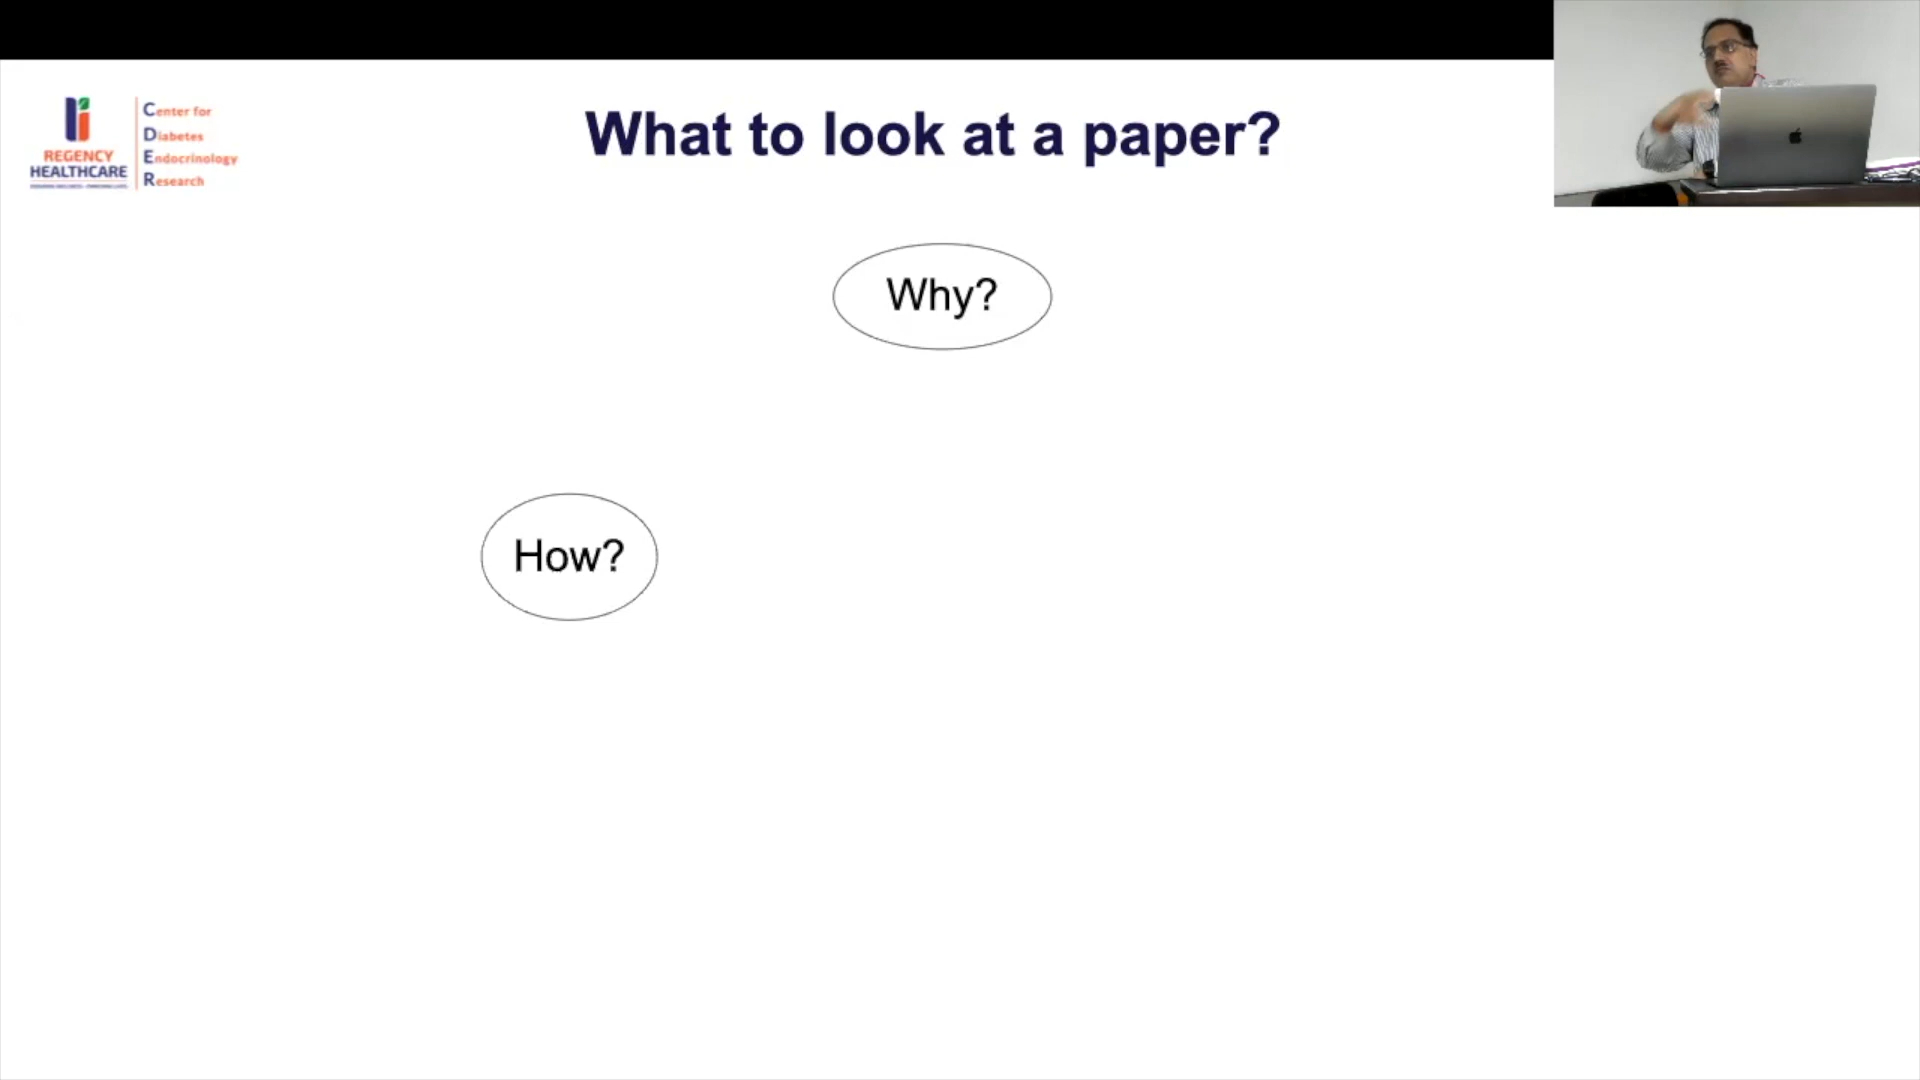 What to look at a paper?
REGENCY
HEALTHCARE
Center for
Diabetes
Endocrinology
Research
Why?
How?